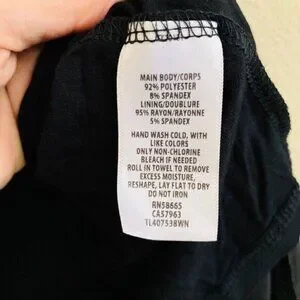 MAIN BODY/CORPS
92% POLYESTER
8% SPANDEX
LINING/DOUBLURE
95% RAYON/RAYONNE
5% SPANDEX
HAND WASH COLD, WITH
LIKE COLORS
ONLY NON-CHLORINE
BLEACH IF NEEDED
ROLL IN TOWEL TO REMOVE
EXCESS MOISTURE,
RESHAPE, LAY FLAT TO DRY
DO NOT IRON
RN58665
CA57963
TL407538WN